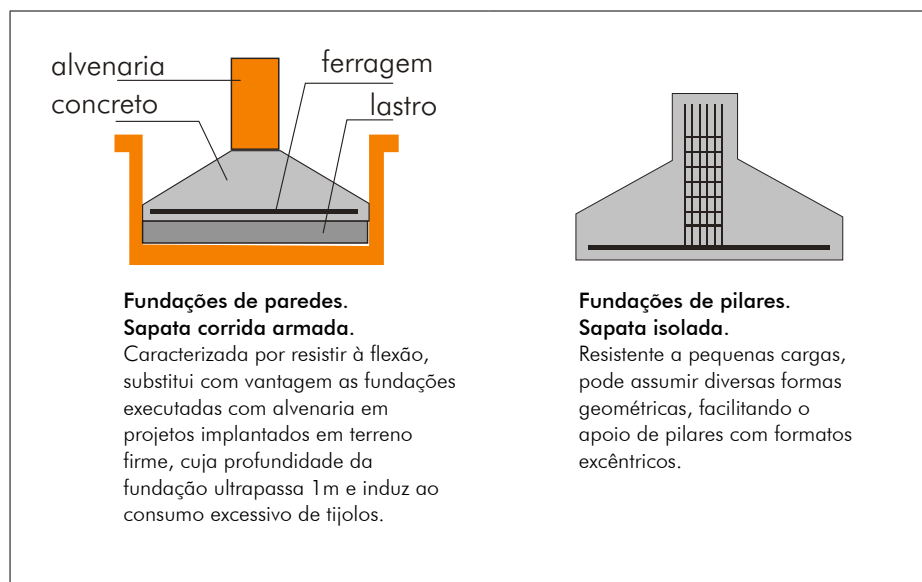 alvenaria
ferragem
concreto
lastro
Fundações de paredes.
Sapata corrida armada.
Caracterizada por resistir à flexão,
substitui com vantagem as fundações
executadas com alvenaria em
projetos implantados em terreno
firme, cuja profundidade da
fundação ultrapassa 1m e induz ao
consumo excessivo de tijolos.
Fundações de pilares.
Sapata isolada.
Resistente a pequenas cargas,
pode assumir diversas formas
geométricas, facilitando o
apoio de pilares com formatos
excêntricos.